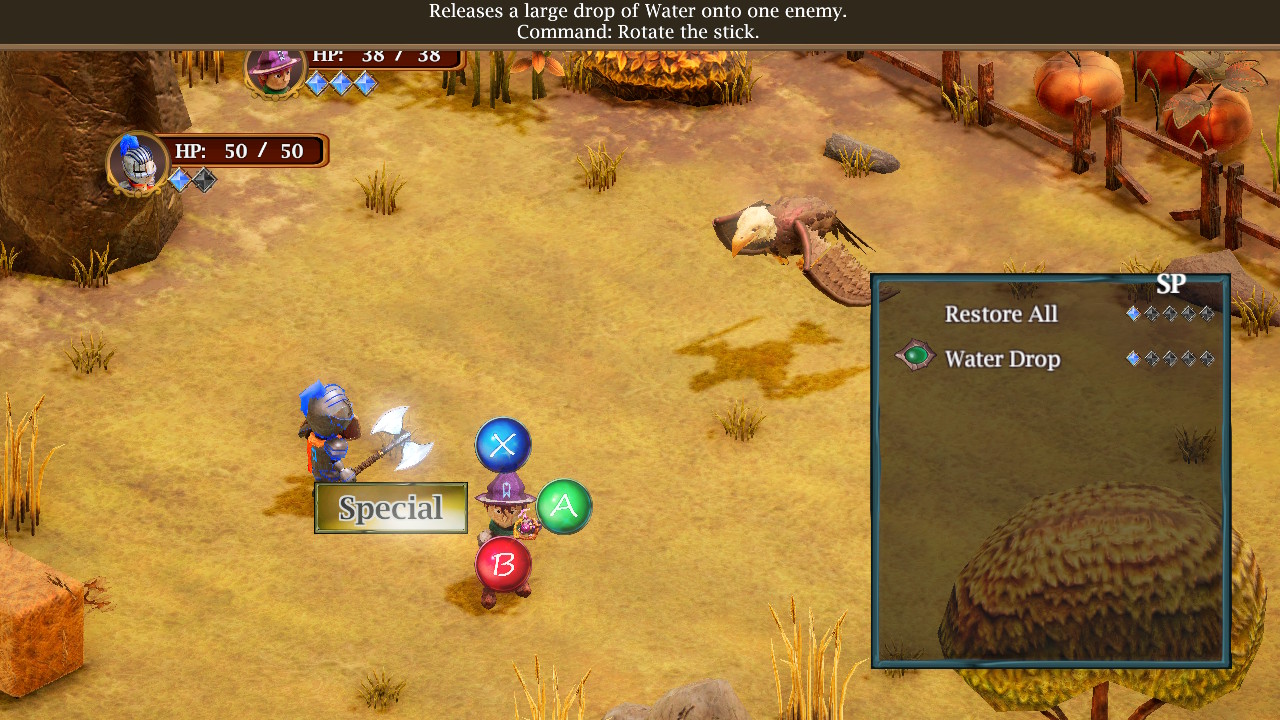 Releases a large drop of Water onto one enemy.
Command: Rotate the stick.
HP: 38 / 38
HP: 50 / 50
SP
Restore All
Water Drop
X
Special
A
B